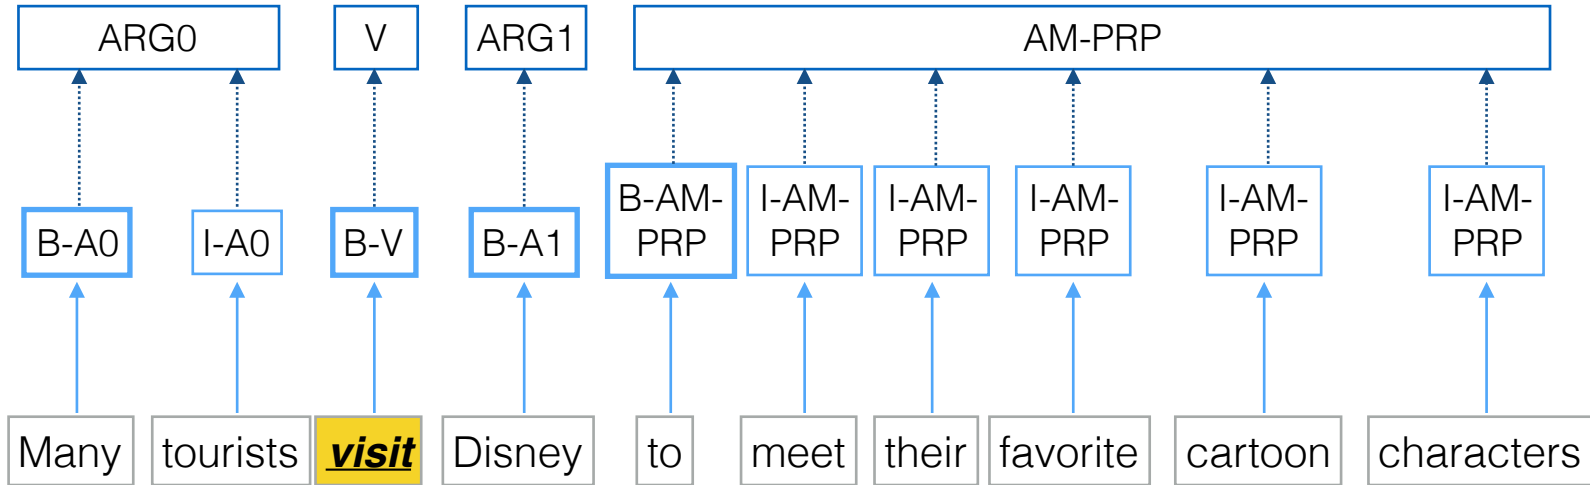 ARG0 V ARG1 AM-PRP
B-A0 I-A0 B-V B-A1 B-AM-PRP I-AM-PRP I-AM-PRP I-AM-PRP I-AM-PRP I-AM-PRP
Many tourists visit Disney to meet their favorite cartoon characters